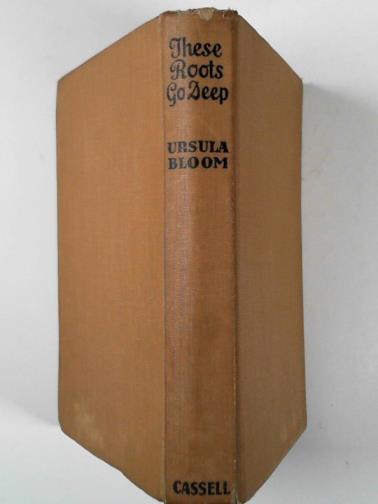 These
Roots
Go Deep
URSULA
BLOOM
CASSELL